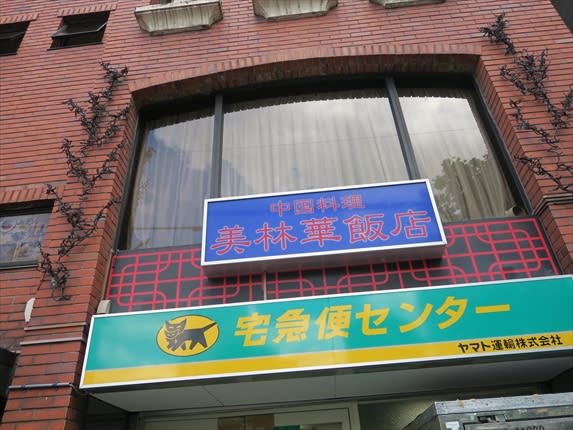 中国料理
美林華飯店
宅急便センター
ヤマト運輸株式会社